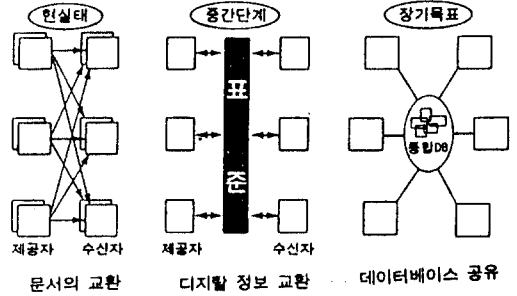 현실태
중간단계
장기목표
표
준
통합DB
제공자 수신자
제공자 수신자
문서의 교환
디지탈 정보 교환
데이터베이스 공유